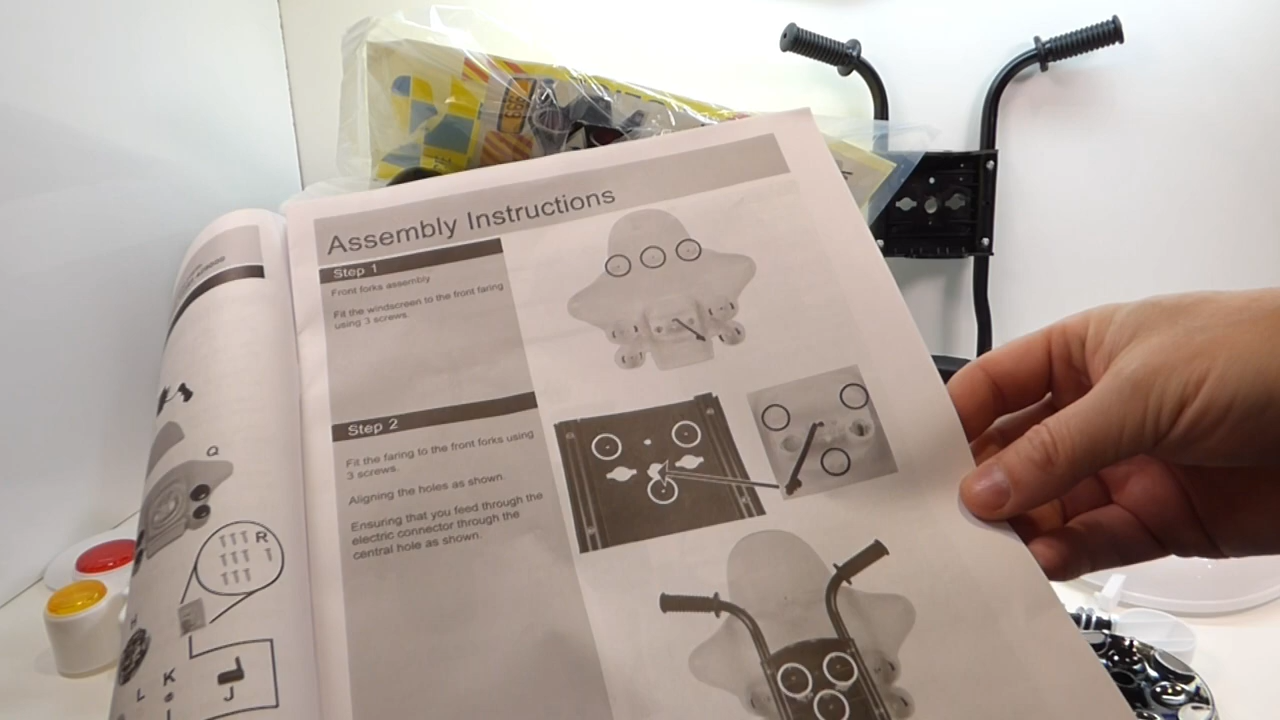 Assembly Instructions
Step 1
Front forks assembly
Fit the windscreen to the front faring
using 3 screws.
Step 2
Fit the faring to the front forks using
3 screws.
Aligning the holes as shown.
Ensuring that you feed through the
electric connector through the
central hole as shown.
Q
R
L
K
J